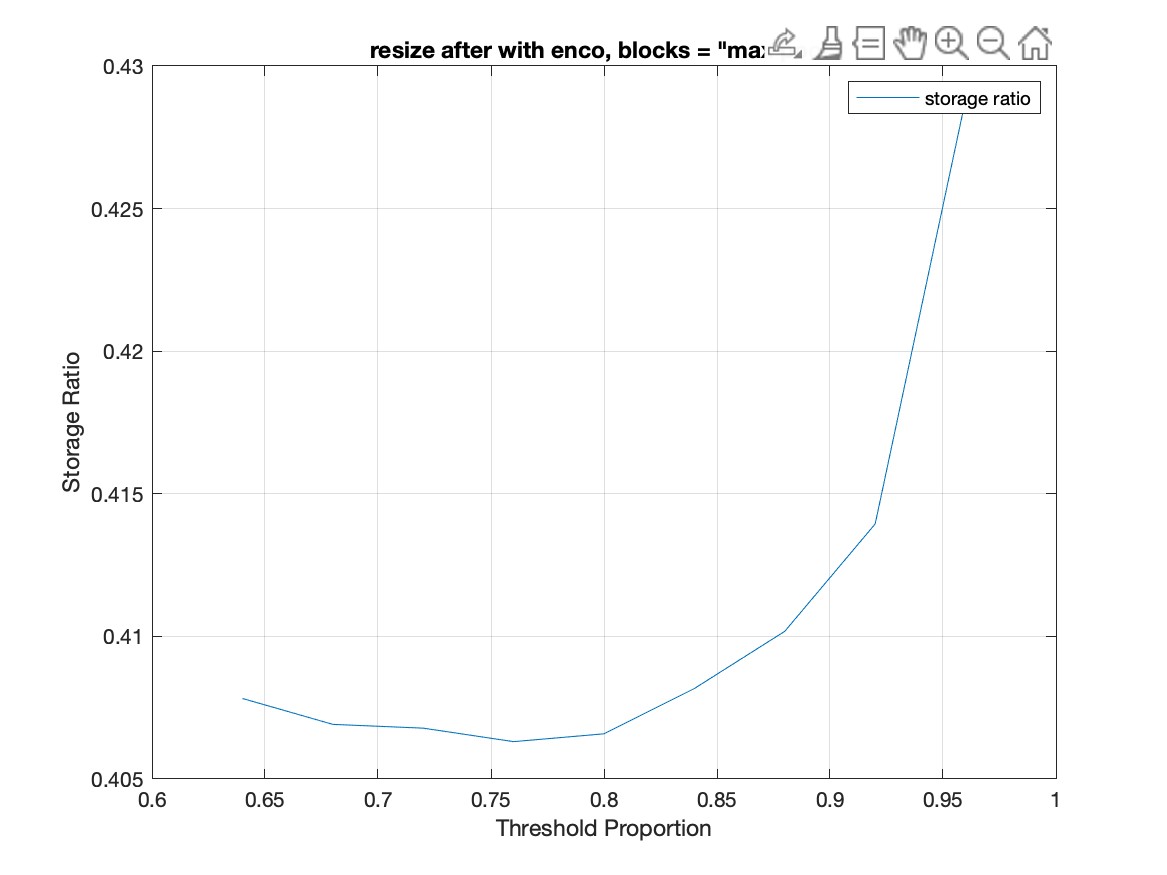 resize after with enco, blocks = "max
storage ratio
0.43
0.425
0.42
0.415
0.41
0.405
Storage Ratio
0.6 0.65 0.7 0.75 0.8 0.85 0.9 0.95 1
Threshold Proportion